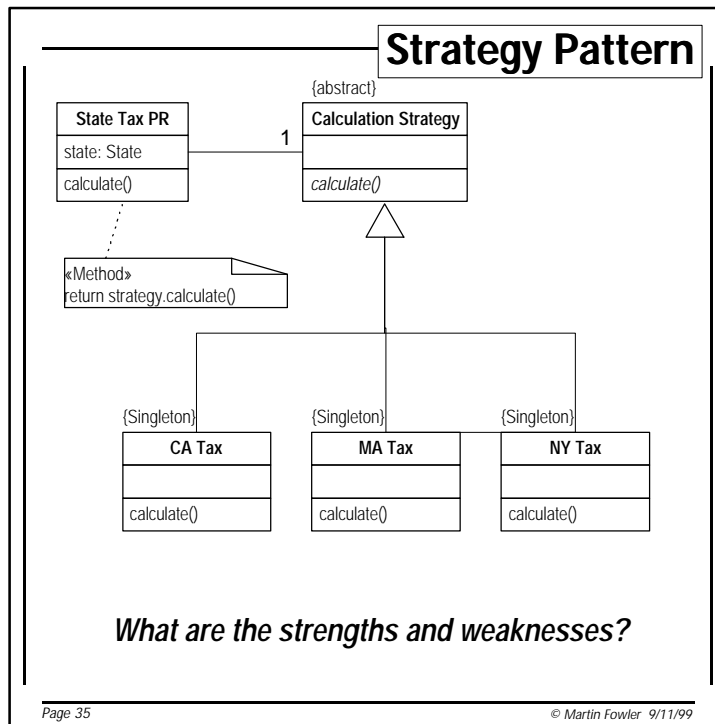 Strategy Pattern
{abstract}
State Tax PR
Calculation Strategy
state: State
1
calculate()
calculate()
«Method»
return strategy.calculate()
{Singleton}
{Singleton}
{Singleton}
CA Tax
MA Tax
NY Tax
calculate()
calculate()
calculate()
What are the strengths and weaknesses?
Page 35
© Martin Fowler 9/11/99